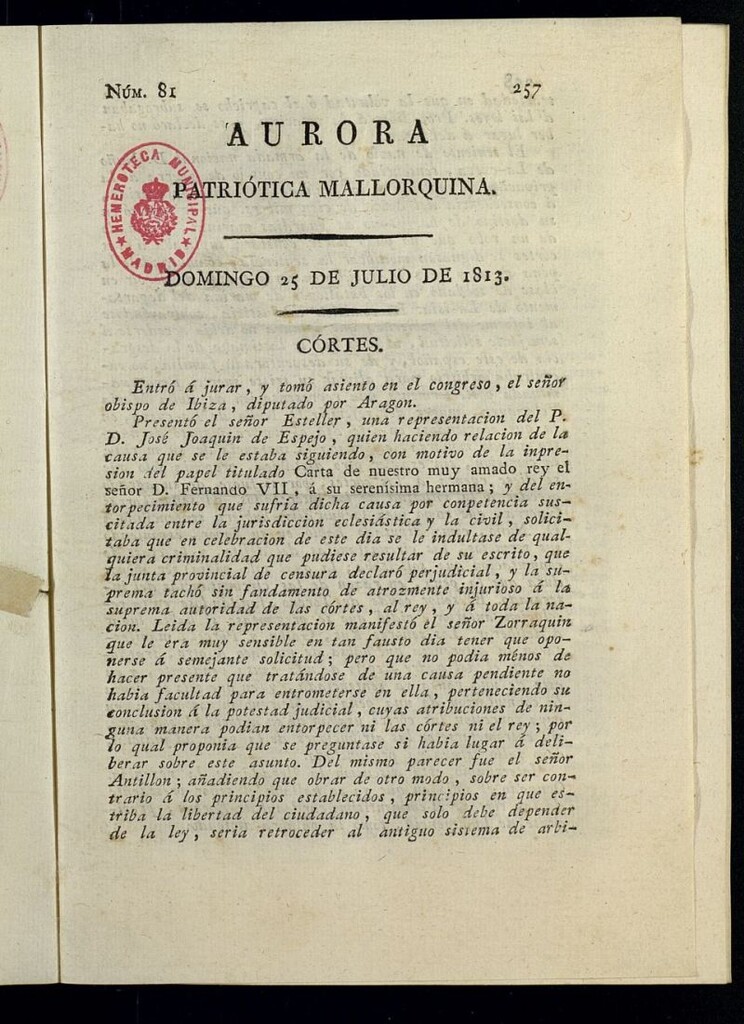 NÚM. 81
257
AURORA
PATRIÓTICA MALLORQUINA.
HEMEROTECA MUNICIPAL
MADRID
DOMINGO 25 DE JULIO DE 1813.
CÓRTES.
Entró á jurar, y tomó asiento en el congreso, el señor
obispo de Ibiza, diputado por Aragon.
Presentó el señor Esteller, una representacion del P.
D. José Joaquin de Espejo, quien haciendo relacion de la
causa que se le estaba siguiendo, con motivo de la inpre-
sion del papel titulado Carta de nuestro muy amado rey el
señor D. Fernando VII, á su serenísima hermana; y del en-
torpecimiento que sufria dicha causa por conpetencia sus-
citada entre la jurisdiccion eclesiástica y la civil, solici-
taba que en celebracion de este dia se le indultase de qual-
quiera criminalidad que pudiese resultar de su escrito, que
la junta provincial de censura declaró perjudicial, y la su-
prema tachó sin fandamento de atrozmente injurioso á la
suprema autoridad de las córtes, al rey, y á toda la na-
cion. Leida la representacion manifestó el señor Zorraquin
que le era muy sensible en tan fausto dia tener que opo-
nerse á semejante solicitud; pero que no podia ménos de
hacer presente que tratándose de una causa pendiente no
habia facultad para entrometerse en ella, perteneciendo su
conclusion á la potestad judicial, cuyas atribuciones de nin-
guna manera podian entorpecer ni las córtes ni el rey; por
lo qual proponia que se preguntase si habia lugar á deli-
berar sobre este asunto. Del mismo parecer fue el señor
Antillon; añadiendo que obrar de otro modo, sobre ser con-
trario á los principios establecidos, principios en que es-
triba la libertad del ciudadano, que solo debe depender
de la ley, seria retroceder al antiguo sistema de arbi-